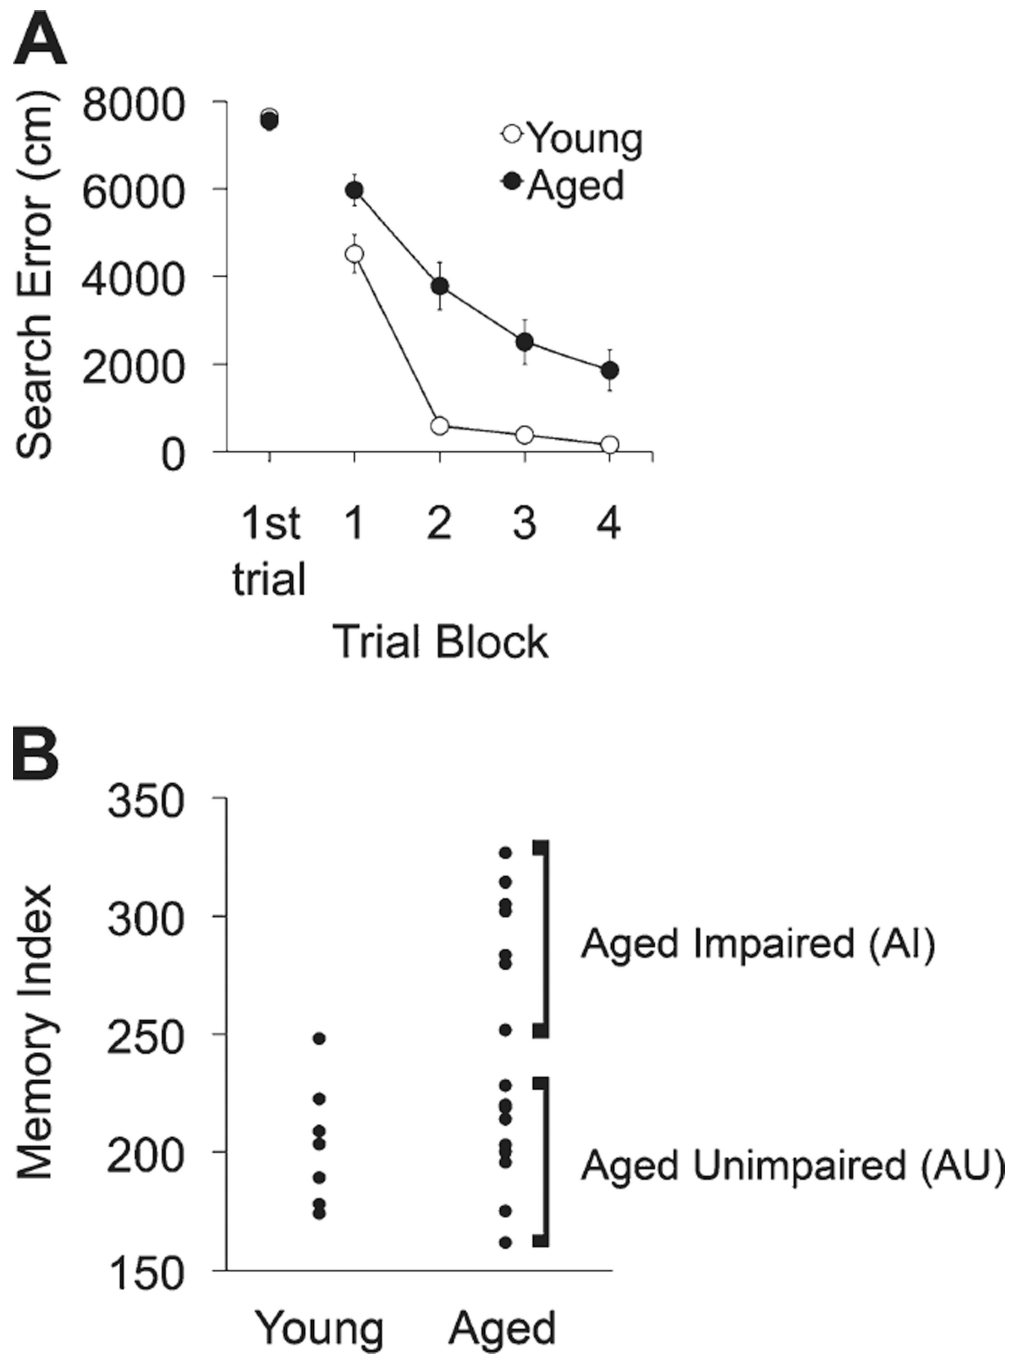 A
Search Error (cm)
8000
6000
4000
2000
0
Young
Aged
1st trial
1
2
3
4
Trial Block
B
Memory Index
350
300
250
200
150
Aged Impaired (AI)
Aged Unimpaired (AU)
Young
Aged